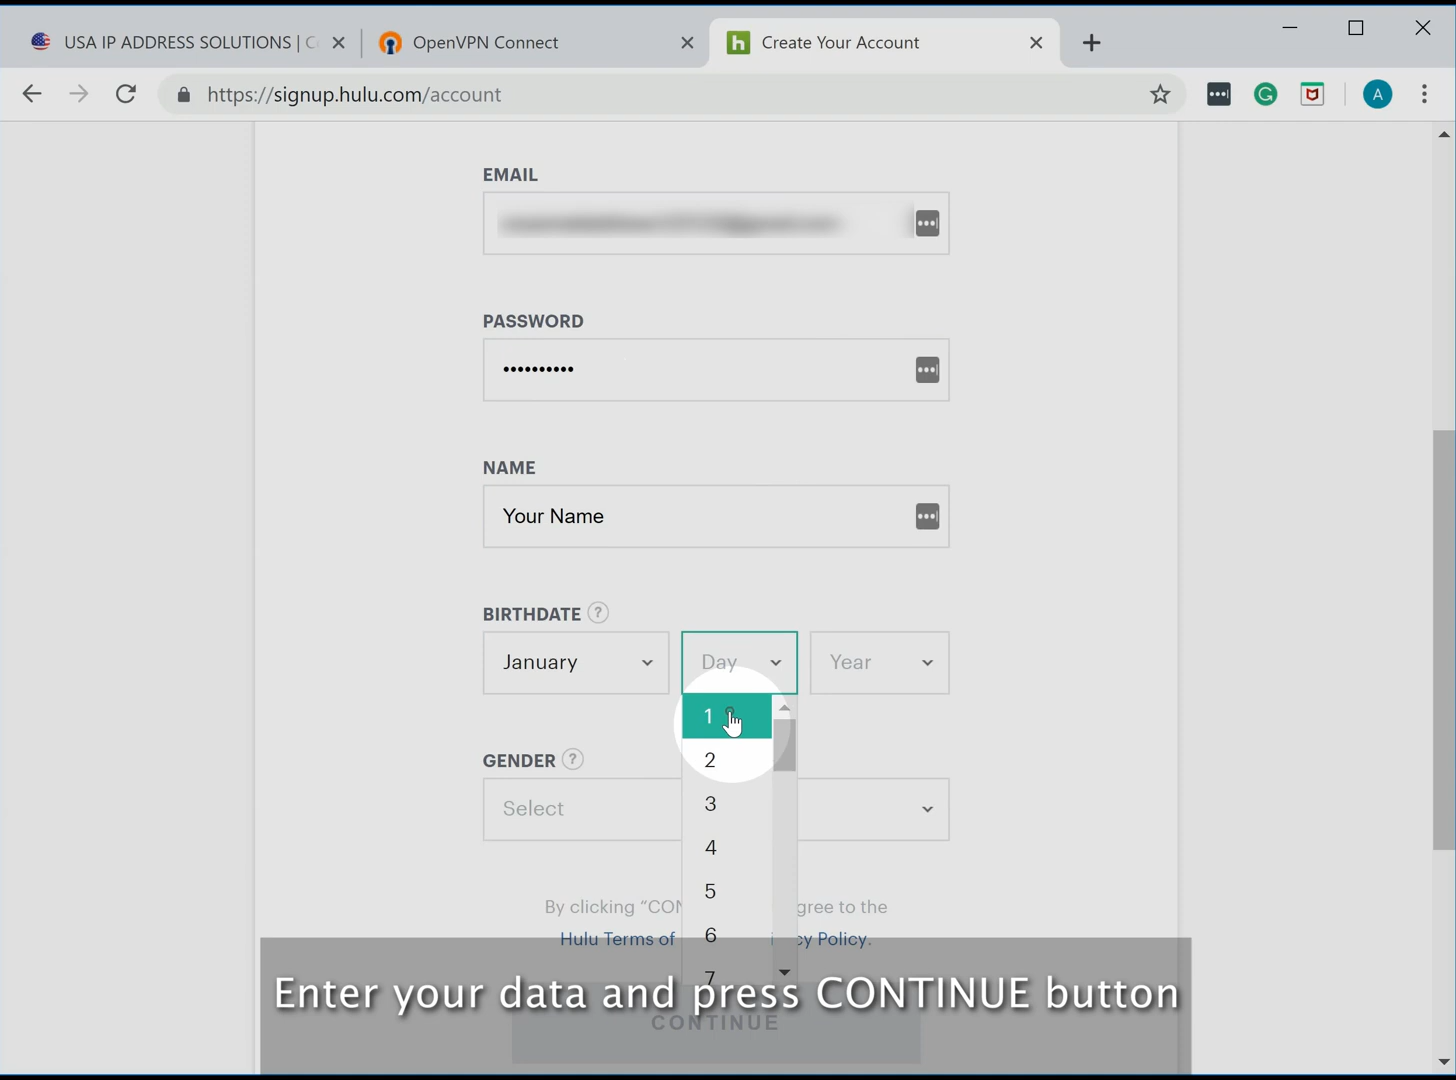 USA IP ADDRESS SOLUTIONS |
OpenVPN Connect
Create Your Account
https://signup.hulu.com/account
A
EMAIL
PASSWORD
••••••••••
NAME
Your Name
BIRTHDATE ?
January
Day
Year
1
2
3
4
5
6
7
GENDER ?
Select
By clicking “CON gree to the
Hulu Terms of cy Policy.
Enter your data and press CONTINUE button
CONTINUE